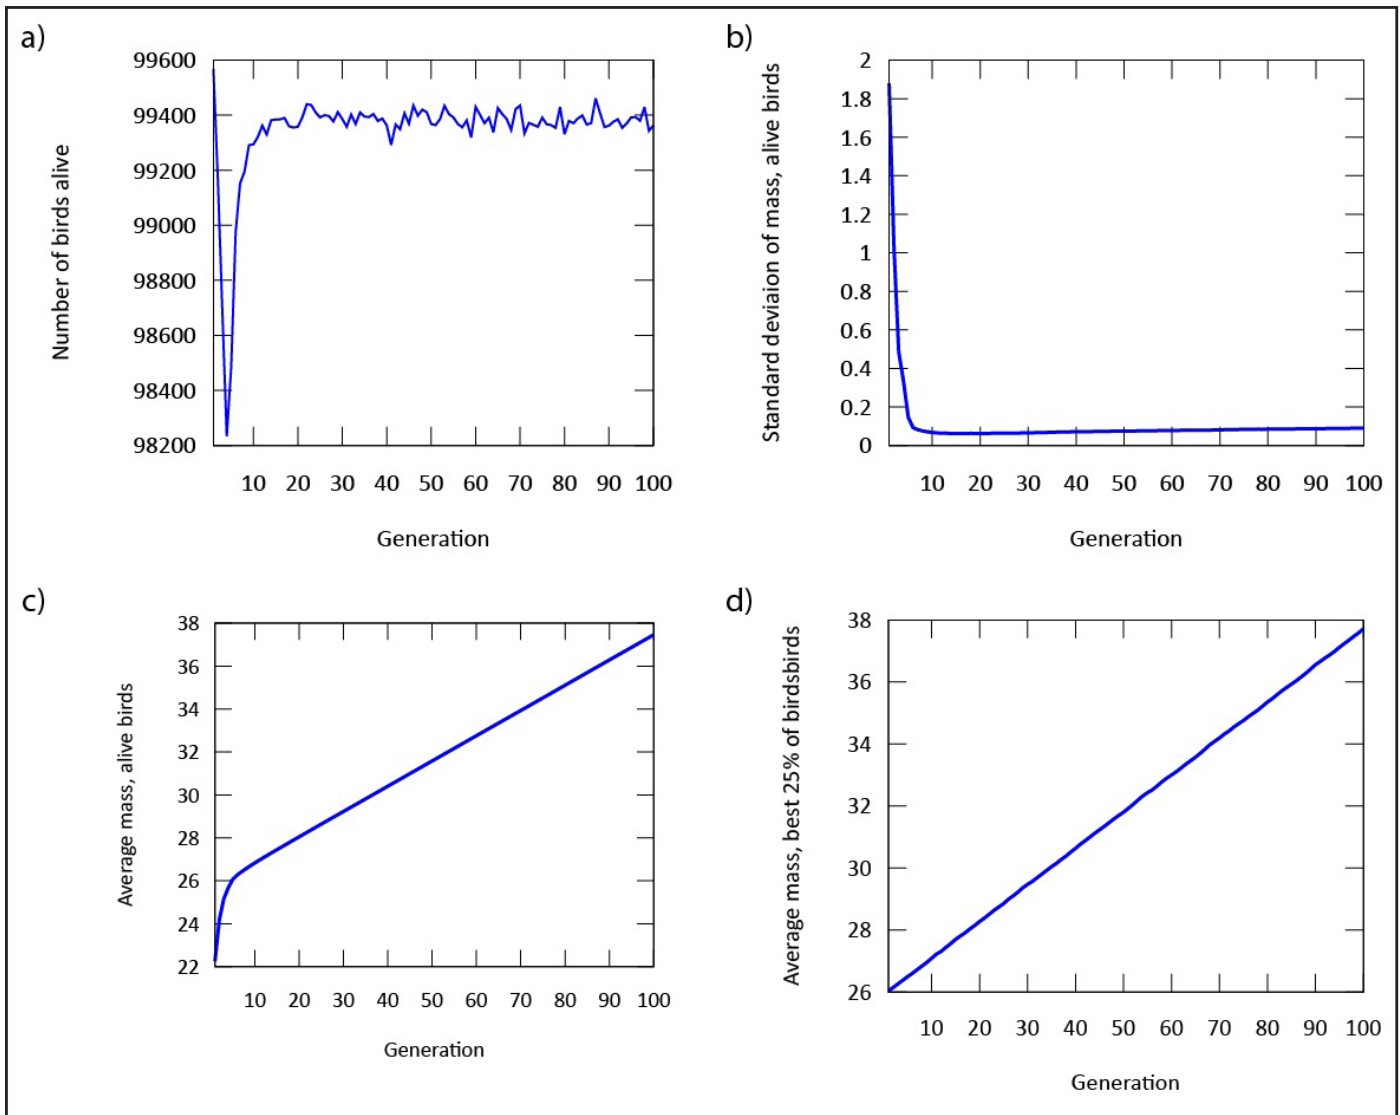 a)
Number of birds alive
99600
99400
99200
99000
98800
98600
98400
98200
10 20 30 40 50 60 70 80 90 100
Generation
b)
Standard deviaion of mass, alive birds
2
1.8
1.6
1.4
1.2
1
0.8
0.6
0.4
0.2
0
10 20 30 40 50 60 70 80 90 100
Generation
c)
Average mass, alive birds
38
36
34
32
30
28
26
24
22
10 20 30 40 50 60 70 80 90 100
Generation
d)
Average mass, best 25% of birdsbirds
38
36
34
32
30
28
26
10 20 30 40 50 60 70 80 90 100
Generation